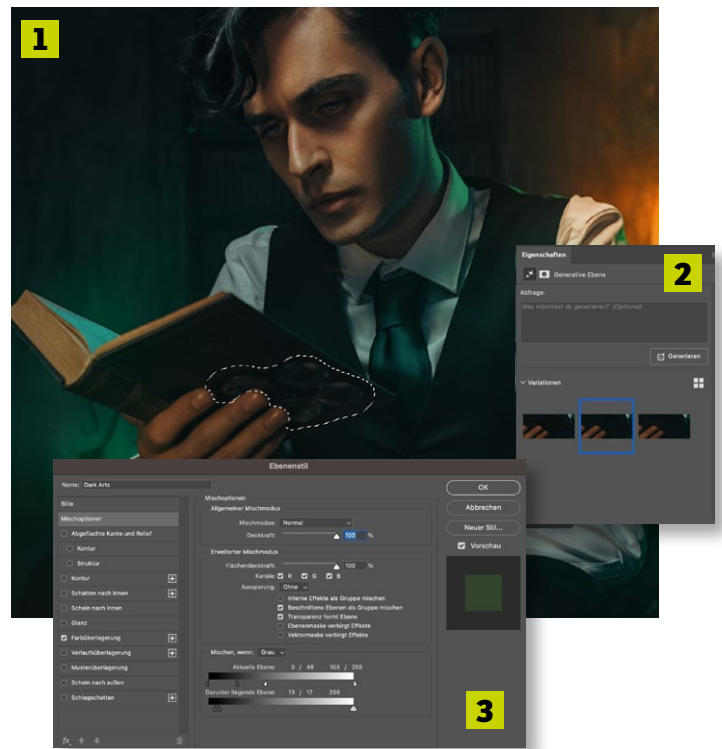 1
Eigenschaften
2
Generative Ebene
Abfrage:
Was möchtest du generieren? (Optional)
Generieren
Variationen
Ebenenstil
Name: Dark Arts
Stile
Mischoptionen
Abgeflachte Kante und Relief
Kontur
Struktur
Kontur
Schatten nach innen
Schein nach innen
Glanz
Farbüberlagerung
Verlaufsüberlagerung
Musterüberlagerung
Schein nach außen
Schlagschatten
fx
Mischoptionen
Allgemeiner Mischmodus
Mischmodus: Normal
Deckkraft: 100 %
Erweiterter Mischmodus
Flächendeckkraft: 100 %
Kanäle: R G B
Aussparung: Ohne
Interne Effekte als Gruppe mischen
Beschnittene Ebenen als Gruppe mischen
Transparenz formt Ebene
Ebenenmaske verbirgt Effekte
Vektormaske verbirgt Effekte
Mischen, wenn: Grau
Aktuelle Ebene: 0 / 48 103 / 255
Darunter liegende Ebene: 13 / 17 255
OK
Abbrechen
Neuer Stil...
Vorschau
3